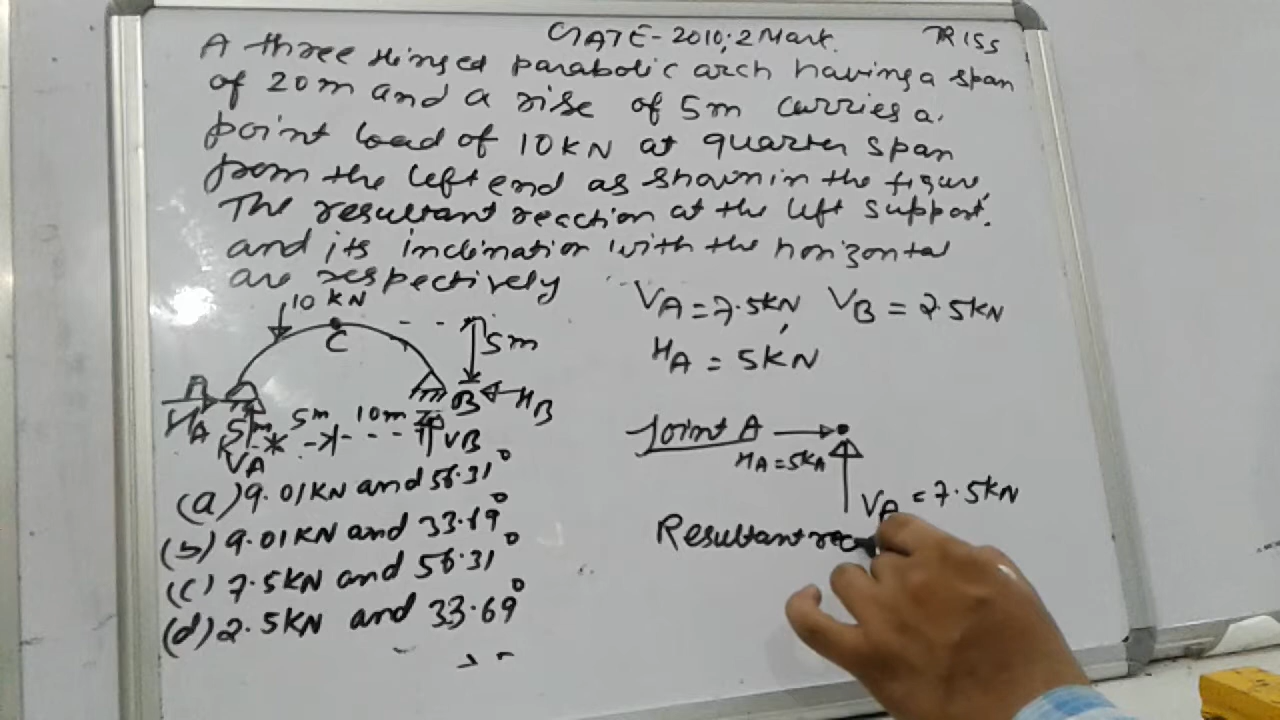 GATE-2010; 2 Mark.
TR 155
A three Hinged parabolic arch having a span
of 20m and a rise of 5m carries a.
point load of 10KN at quarter span
from the left end as shown in the figure,
The resultant reaction at the left support.
and its inclination with the horizontal
are respectively
10 KN
C
5m
A
HA
5m
5m
10m
B
HB
VA
VB
(a) 9.01KN and 56.31°
(b) 9.01KN and 33.69°
(c) 7.5KN and 56.31°
(d) 2.5KN and 33.69°
VA = 7.5KN, VB = 2.5KN
HA = 5KN
Joint A
HA = 5KN
VA = 7.5KN
Resultant reac